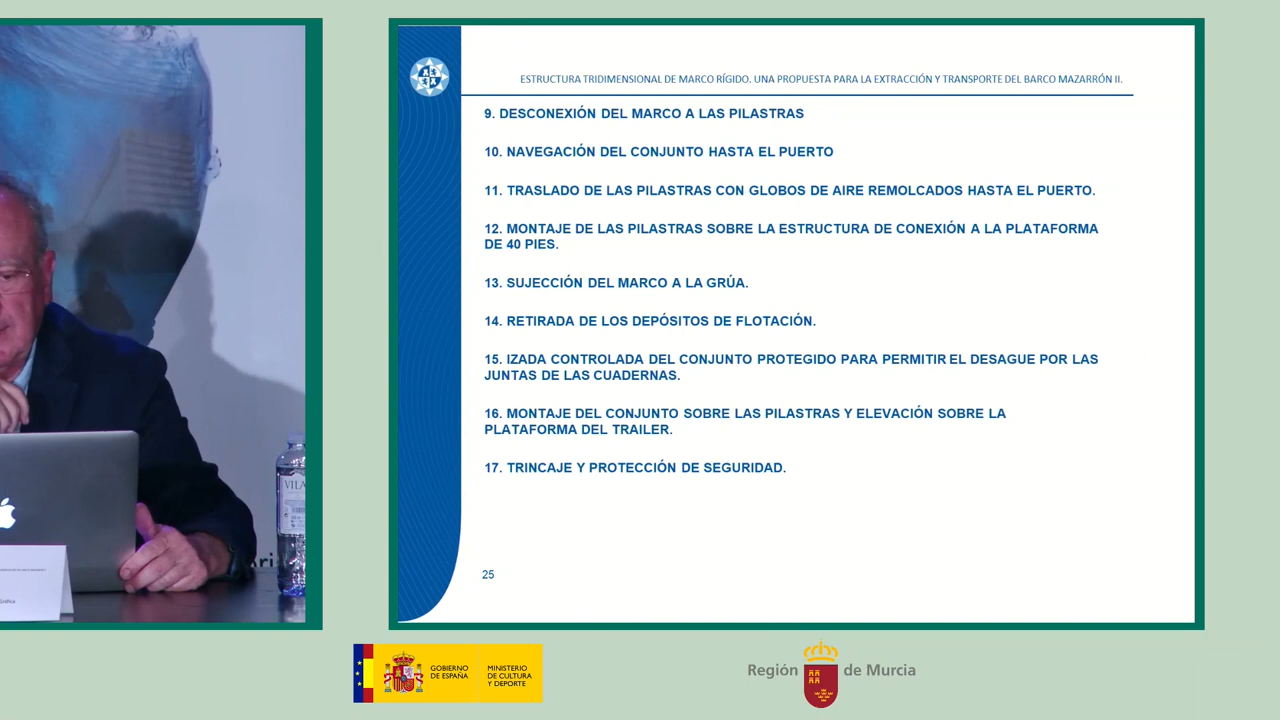 ESTRUCTURA TRIDIMENSIONAL DE MARCO RÍGIDO. UNA PROPUESTA PARA LA EXTRACCIÓN Y TRANSPORTE DEL BARCO MAZARRÓN II.
9. DESCONEXIÓN DEL MARCO A LAS PILASTRAS
10. NAVEGACIÓN DEL CONJUNTO HASTA EL PUERTO
11. TRASLADO DE LAS PILASTRAS CON GLOBOS DE AIRE REMOLCADOS HASTA EL PUERTO.
12. MONTAJE DE LAS PILASTRAS SOBRE LA ESTRUCTURA DE CONEXIÓN A LA PLATAFORMA
DE 40 PIES.
13. SUJECCIÓN DEL MARCO A LA GRÚA.
14. RETIRADA DE LOS DEPÓSITOS DE FLOTACIÓN.
15. IZADA CONTROLADA DEL CONJUNTO PROTEGIDO PARA PERMITIR EL DESAGUE POR LAS
JUNTAS DE LAS CUADERNAS.
16. MONTAJE DEL CONJUNTO SOBRE LAS PILASTRAS Y ELEVACIÓN SOBRE LA
PLATAFORMA DEL TRAILER.
17. TRINCAJE Y PROTECCIÓN DE SEGURIDAD.
25
VILA
GOBIERNO
DE ESPAÑA
MINISTERIO
DE CULTURA
Y DEPORTE
Región de Murcia